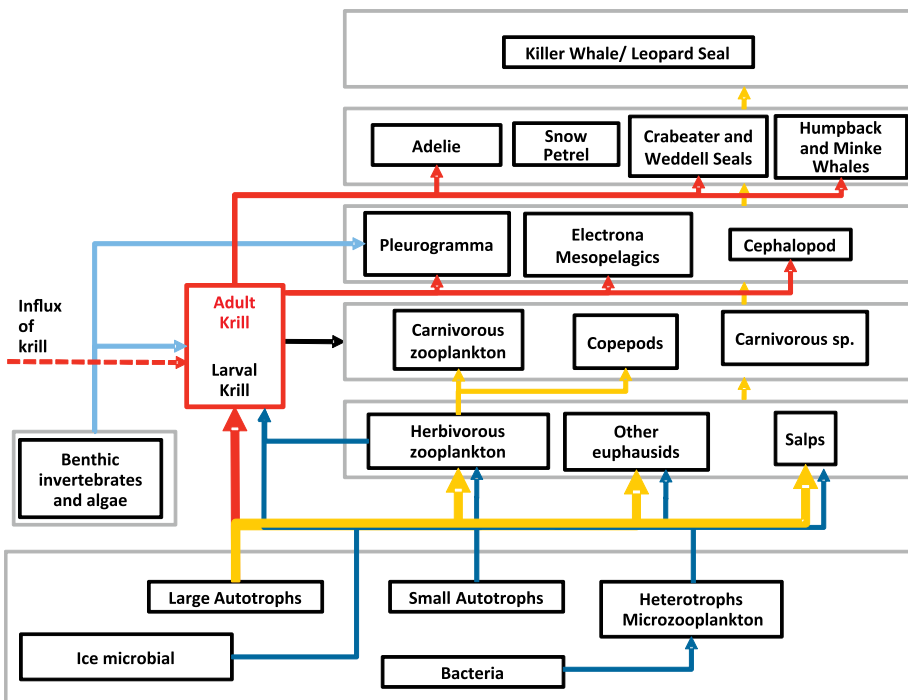 Killer Whale/ Leopard Seal
Adelie
Snow
Petrel
Crabeater and
Weddell Seals
Humpback
and Minke
Whales
Pleurogramma
Electrona
Mesopelagics
Cephalopod
Influx
of
krill
Adult
Krill
Larval
Krill
Carnivorous
zooplankton
Copepods
Carnivorous sp.
Benthic
invertebrates
and algae
Herbivorous
zooplankton
Other
euphausids
Salps
Large Autotrophs
Small Autotrophs
Heterotrophs
Microzooplankton
Ice microbial
Bacteria